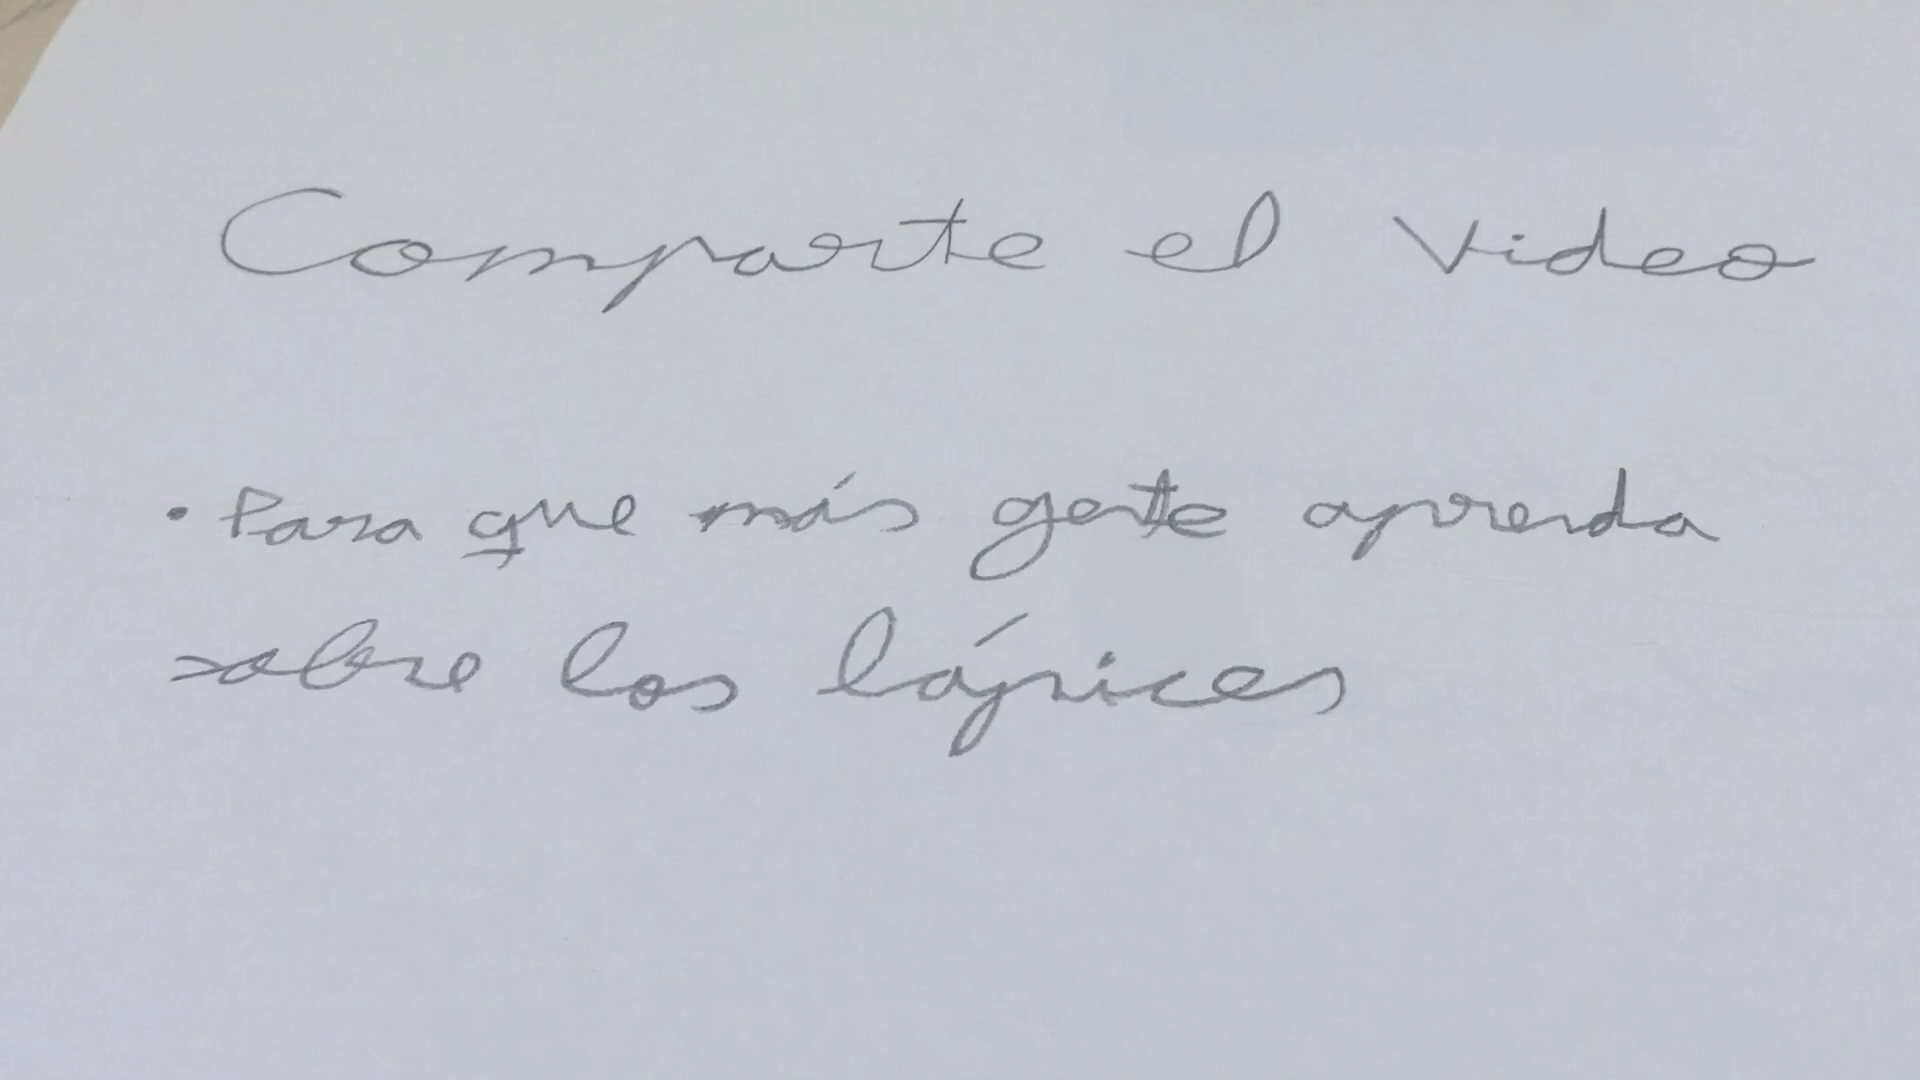 Comparte el Video
• Para que más gente aprenda
sobre los lápices